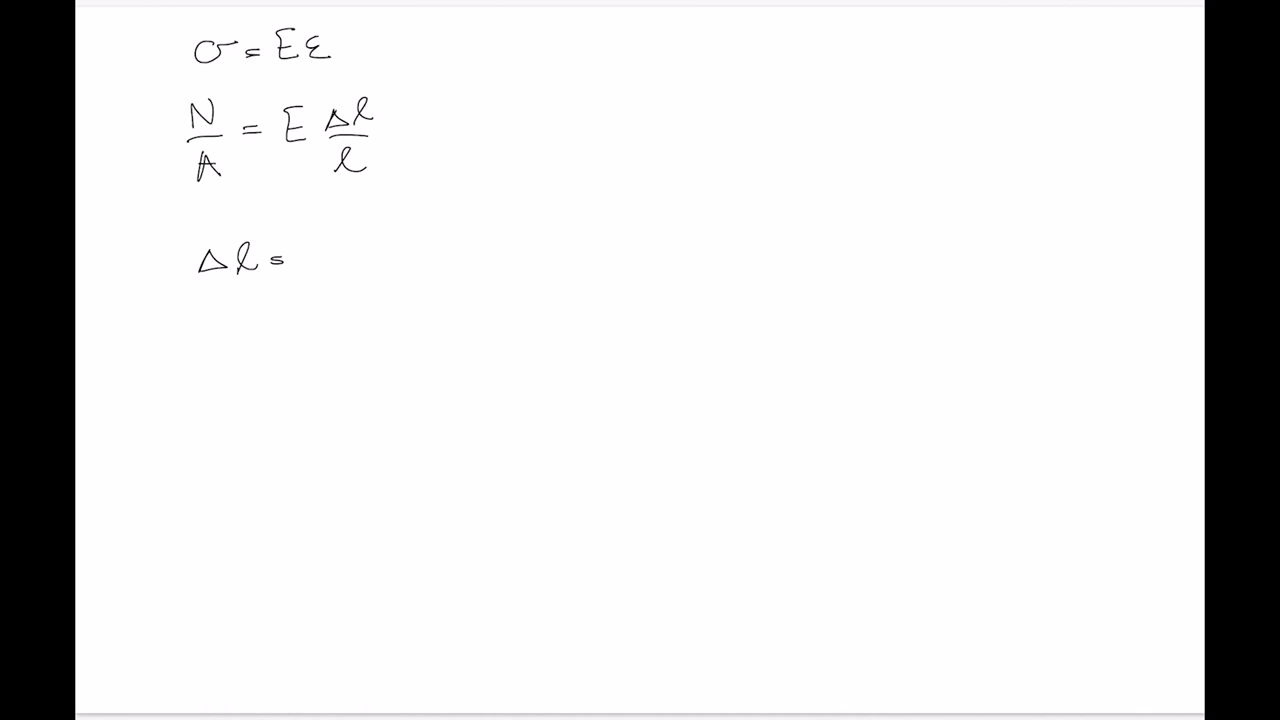 σ = Eε
N/A = E Δl/l
Δl =